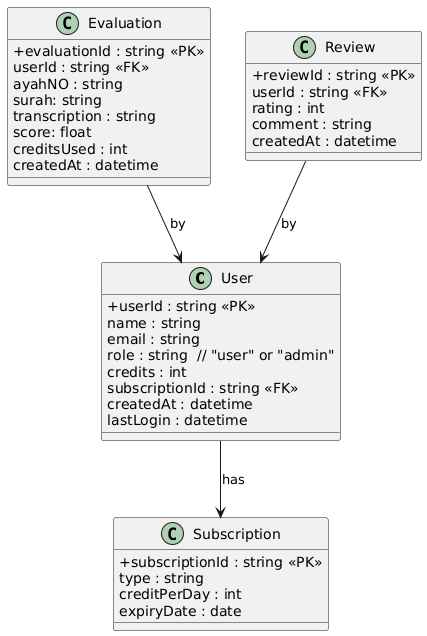 C Evaluation
+evaluationId : string «PK»
userId : string «FK»
ayahNO : string
surah: string
transcription : string
score: float
creditsUsed : int
createdAt : datetime
C Review
+reviewId : string «PK»
userId : string «FK»
rating : int
comment : string
createdAt : datetime
by
by
C User
+userId : string «PK»
name : string
email : string
role : string  // "user" or "admin"
credits : int
subscriptionId : string «FK»
createdAt : datetime
lastLogin : datetime
has
C Subscription
+subscriptionId : string «PK»
type : string
creditPerDay : int
expiryDate : date